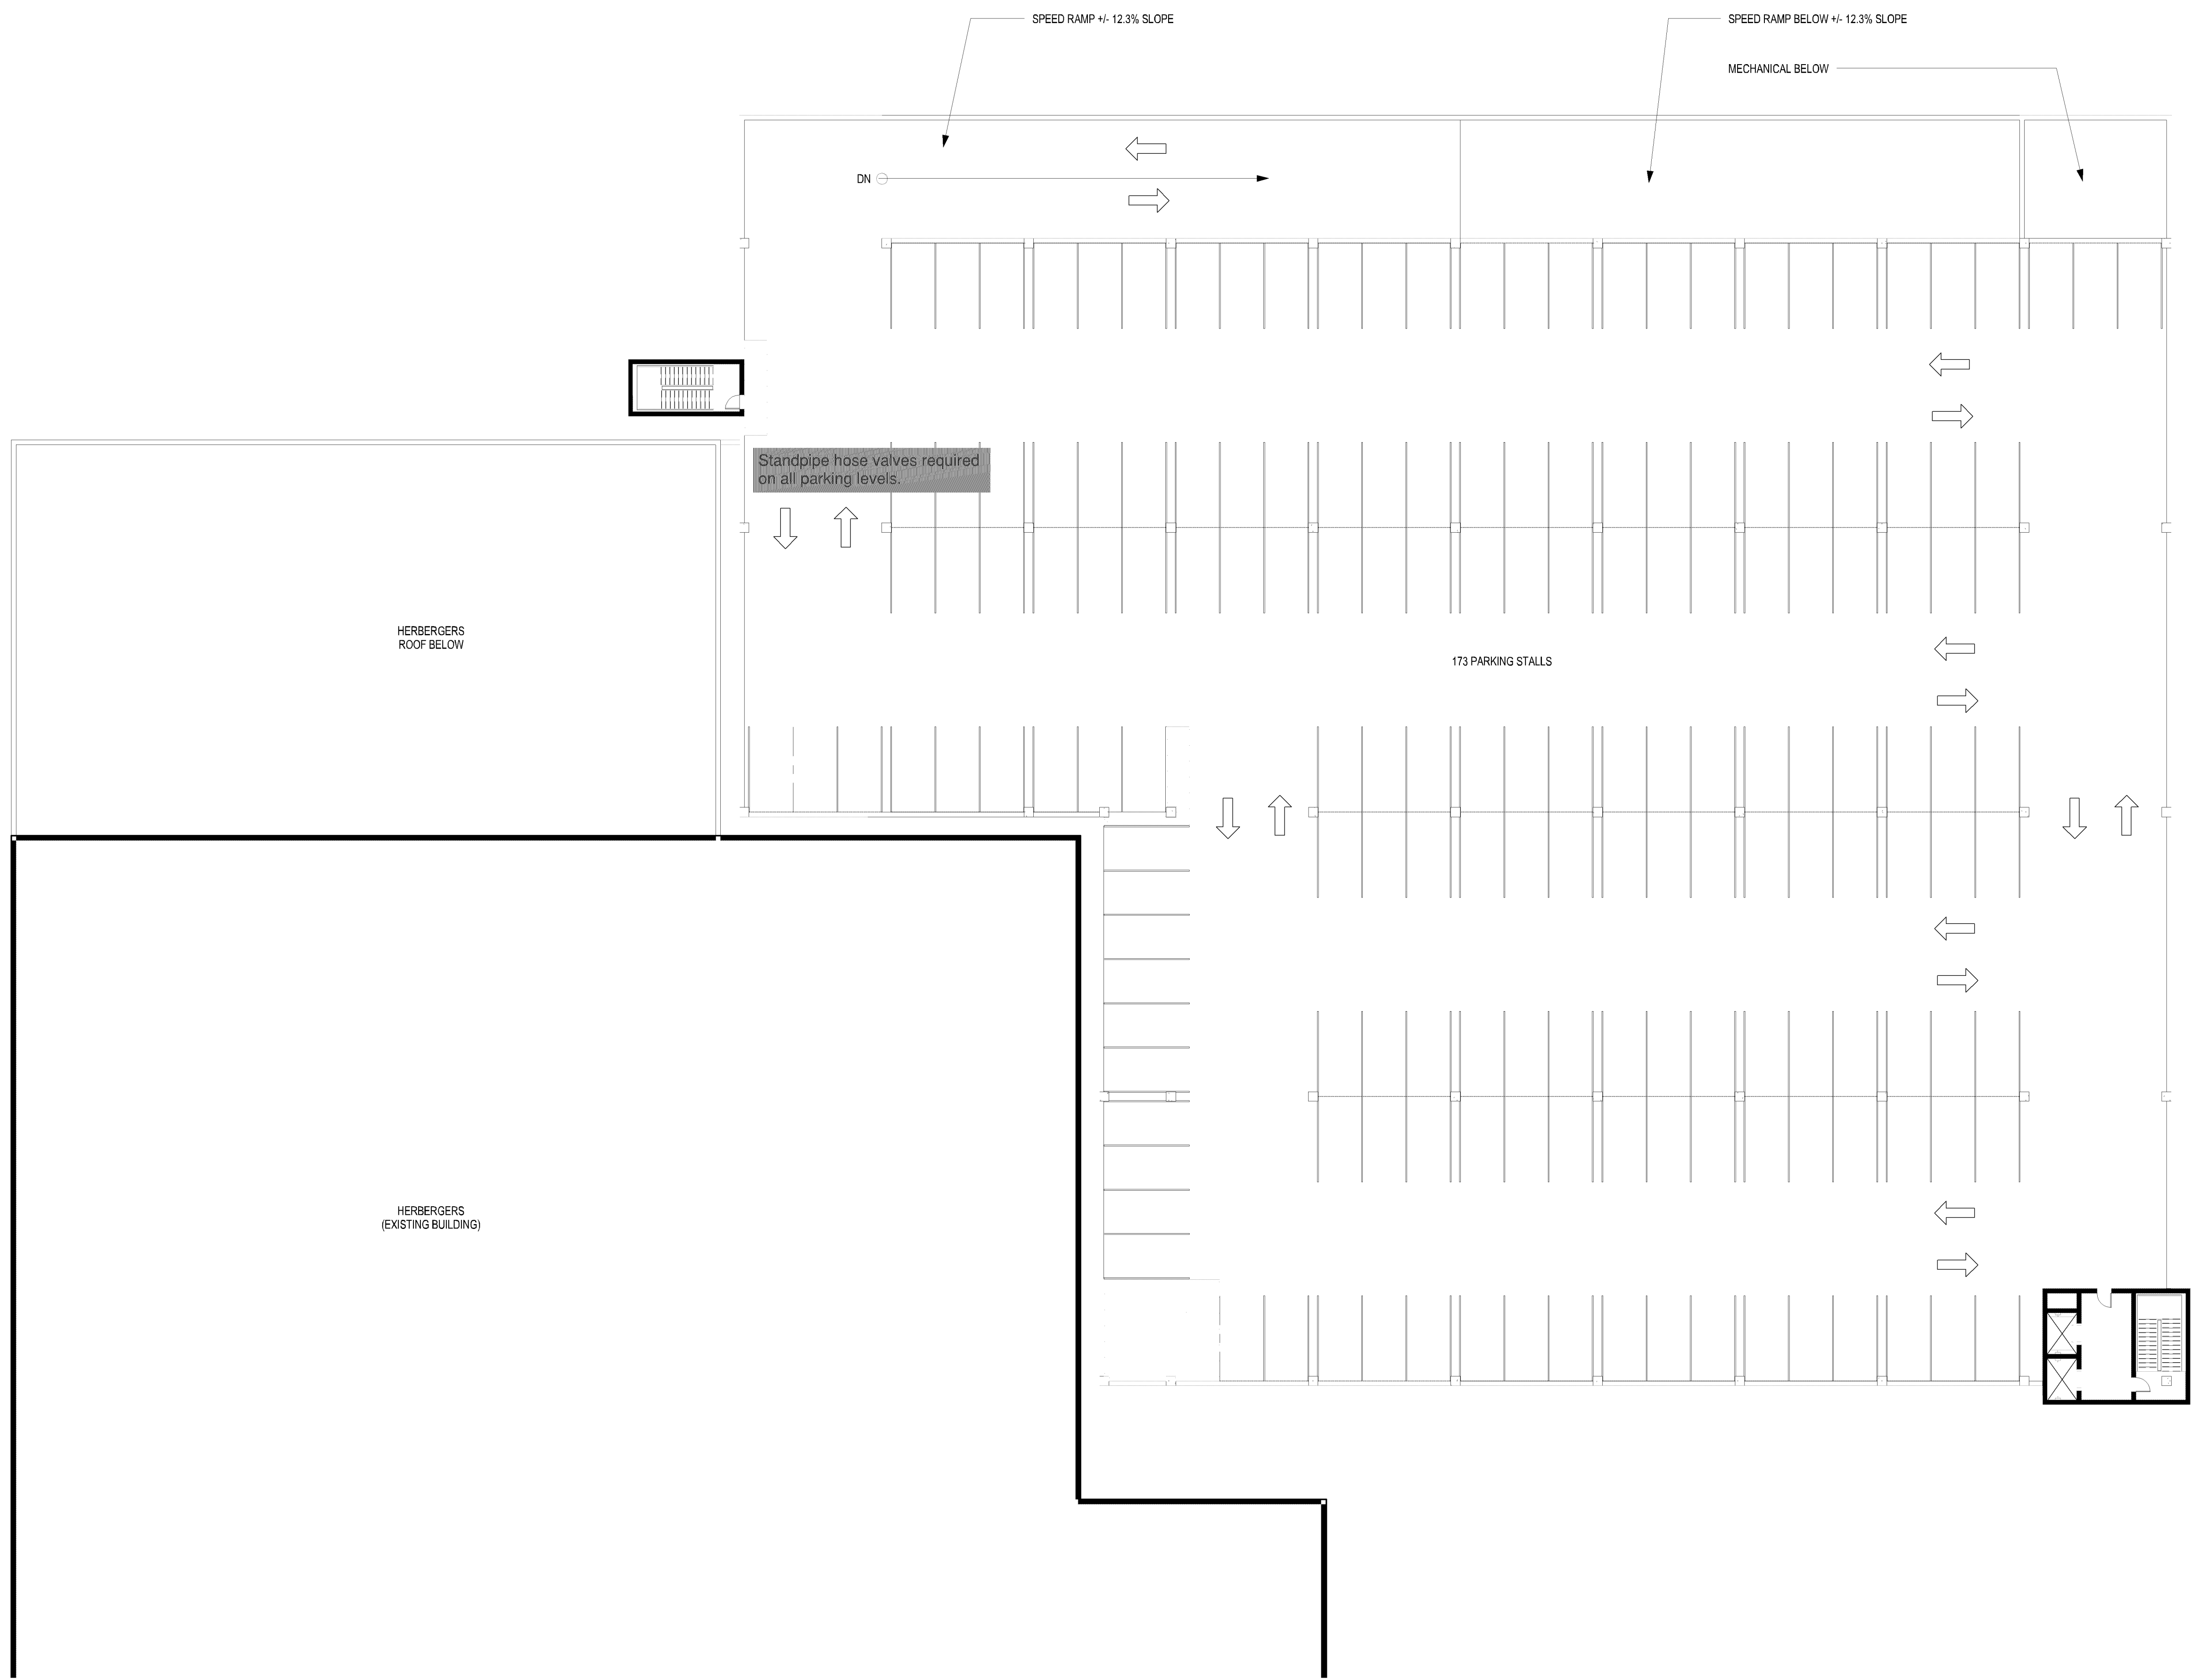 SPEED RAMP +/- 12.3% SLOPE
SPEED RAMP BELOW +/- 12.3% SLOPE
MECHANICAL BELOW
DN
Standpipe hose valves required
on all parking levels.
HERBERGERS
ROOF BELOW
173 PARKING STALLS
HERBERGERS
(EXISTING BUILDING)